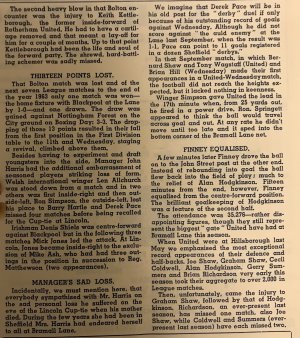 The second heavy blow in that Bolton en-
counter was the injury to Keith Kettle-
borough, the former inside-forward of
Rotherham United. He had to have a carti-
lage removed and that meant a lay-off for
him for a couple of months, up to that point
Kettleborough had been the life and soul of
Mr. Harris's party. The shrewd, hard-batt-
ling schemer was sadly missed.
THIRTEEN POINTS LOST.
That Bolton match was last and of the
next seven League matches to the end of
the year 1963 only one match was won—
the home fixture with Blackpool at the Lane
by 1—0 and one drawn. The draw was
gained against Nottingham Forest on the
City ground on Boxing Day: 3-3. The drop-
ping of those 13 points resulted in their fall
from the first position in the First Division
table to the 11th and Wednesday, staging
a revival, climbed above them.
Besides having to experiment and draft
youngsters into the side, Manager John
Harris had the additional predicament of
seasoned players striking loss of form.
Diminutive outside-left winger Len Allchurch
was stood down from a match and in two
others was first inside-right and then out-
side-left. Ron Simpson, the outside-left, lost
his place to Barry Hartle and Derek Pace
missed four matches before being recalled
for the Cup-tie at Lincoln.
Irishman Denis Shiels was centre-forward
against Blackpool but in the following three
matches Mick Jones led the attack. At Lin-
coln, Jones became inside-right to the exclu-
sion of Mike Ash, who had had three out-
ings in the position in succession to Reg
Matthewson (two appearances).
MANAGER'S SAD LOSS.
Incidentally, we must mention here, that
everybody sympathised with Mr. Harris on
the sad personal loss he suffered on the
eve of the Lincoln Cup-tie when his mother
died. During the few years she had been in
Sheffield Mrs. Harris had endeared herself
to all at Bramall Lane.
We imagine that Derek Pace will be in
his old post for the "derby" duel if only
because of his outstanding record of goals
against Wednesday. Although he did not
score against "the auld enemy" at the
Lane last September, when the result was
1-1, Pace can point to 11 goals registered
in a dozen Sheffield "derbys."
In that September match, in which Ber-
nard Shaw and Tony Wagstaff (United) and
Brian Hill (Wednesday) made their first
appearances in a United-Wednesday match,
the football did not reach the standard ex-
pected, but it lacked nothing in keenness.
Ron Simpson gave United the lead in
the 17th minute when, from 25 yards out,
he fired in a power drive. Ron Springett
appeared to think the ball would travel
across goal and out. At any rate he didn't
move until too late and it sped into the
bottom corner at the Bramall Lane net.
FINNEY EQUALISED.
A few minutes later Finney drove the ball
on to the John Street post at the other end.
Instead of rebounding into goal the ball
flew back into the field of play much to
the relief of Alan Hodgkinson. Three
minutes from the end, however, Finney
equalised from the centre-forward position.
The brilliant goalkeeping of Hodgkinson
was a feature of the second half.
The attendance was 35,276—rather dis-
appointing figures, though they still repre-
sent the biggest "gate" United have had at
Bramall Lane this season.
When United were at Hillsborough last
May we emphasised the most exceptional
record appearances of their defence and
half-backs, Joe Shaw, Graham Shaw, Cecil
Coldwell, Alan Hodgkinson, Gerry Sum-
mers and Brian Richardson very early this
season took their aggregate to over 2,000 in
League matches.
Then, unfortunately, came the injury to
Graham Shaw, followed by that of Hodg-
kinson. Richardson, an ever-present last
season, has missed one match, also Joe
Shaw, while Coldwell and Summers (ever-
present last season) have each missed two.